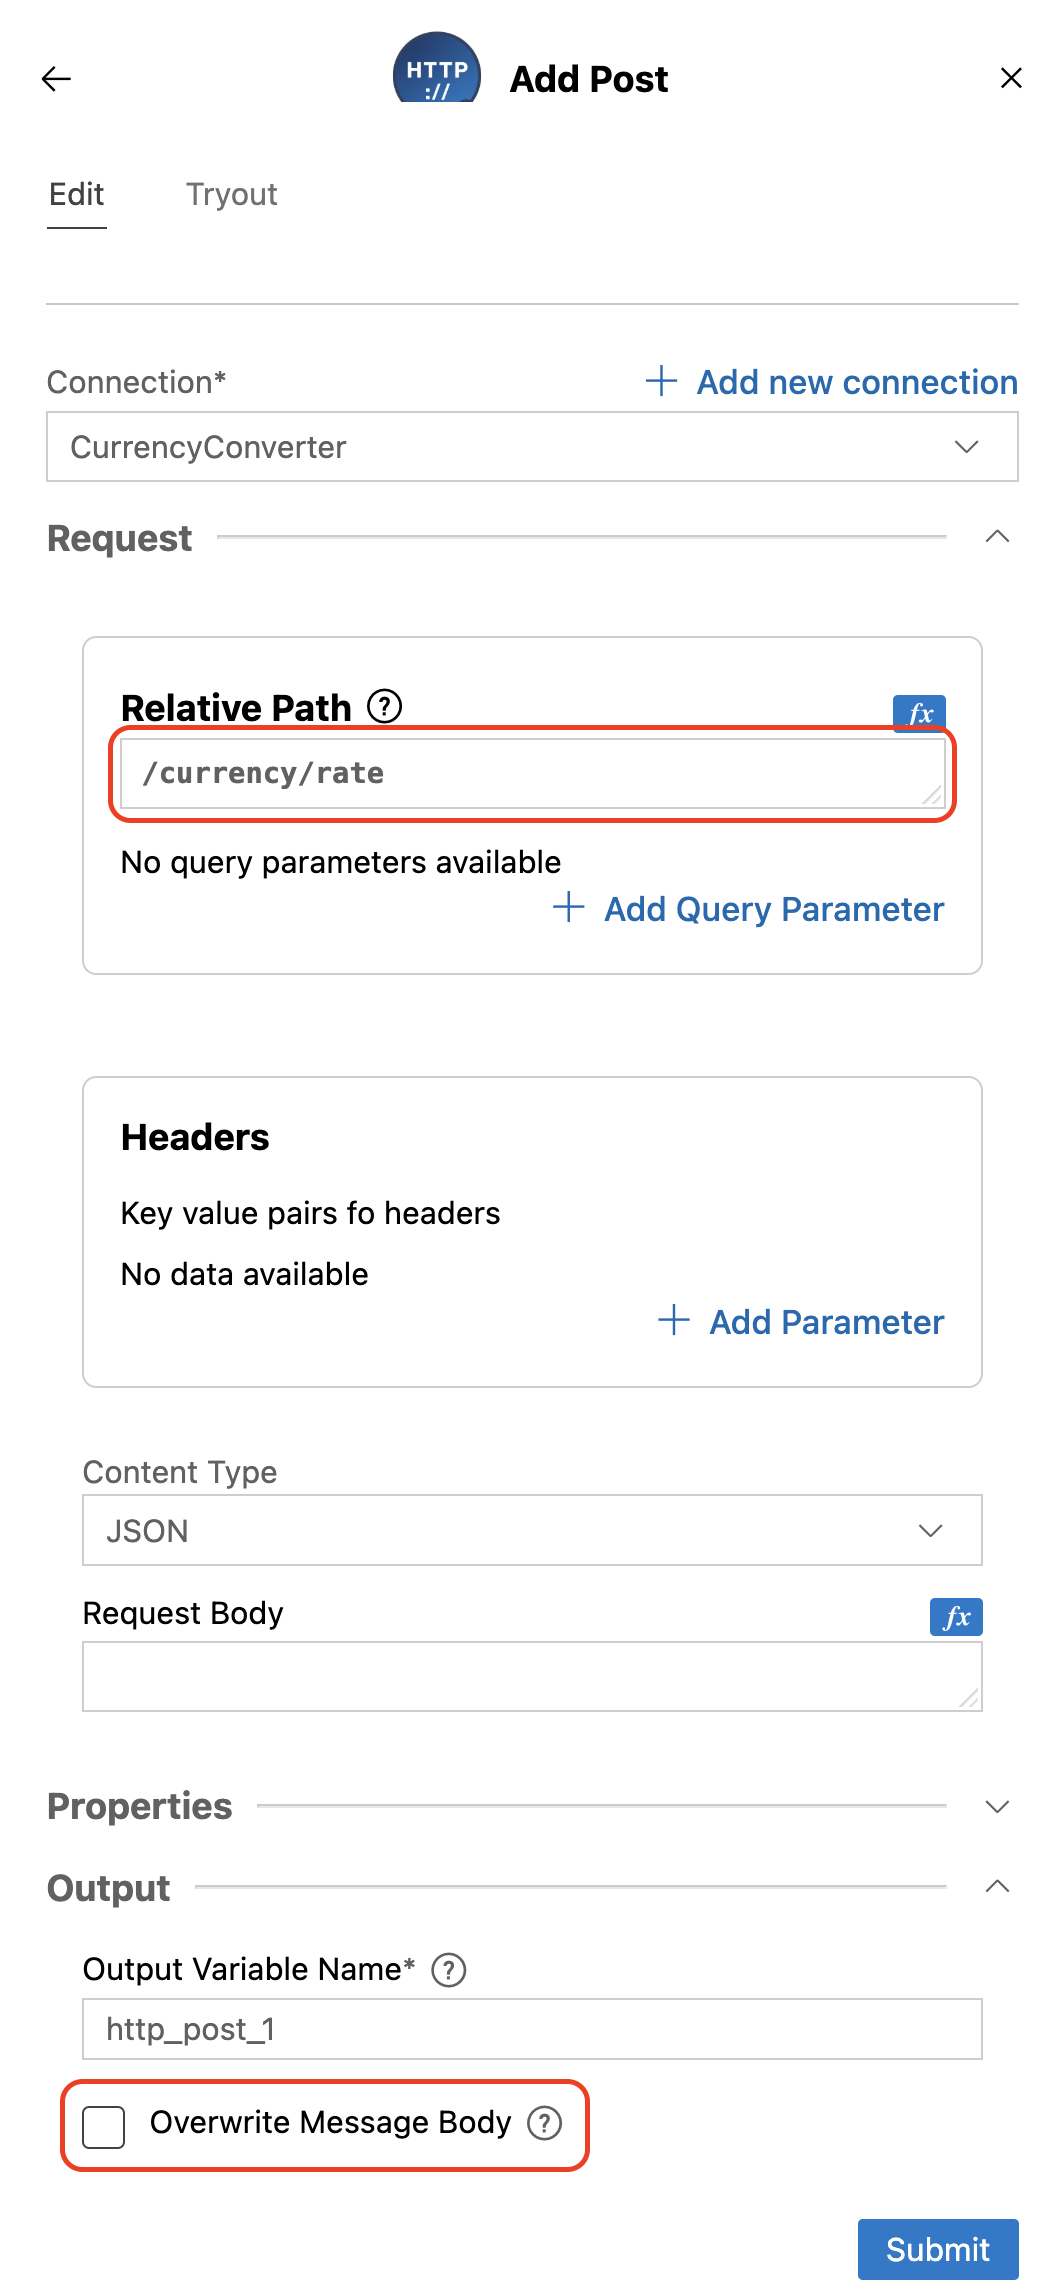 HTTP
://
Add Post
Edit Tryout
Connection* + Add new connection
CurrencyConverter
Request
Relative Path ? fx
/currency/rate
No query parameters available
+ Add Query Parameter
Headers
Key value pairs fo headers
No data available
+ Add Parameter
Content Type
JSON
Request Body fx
Properties
Output
Output Variable Name* ?
http_post_1
Overwrite Message Body ?
Submit